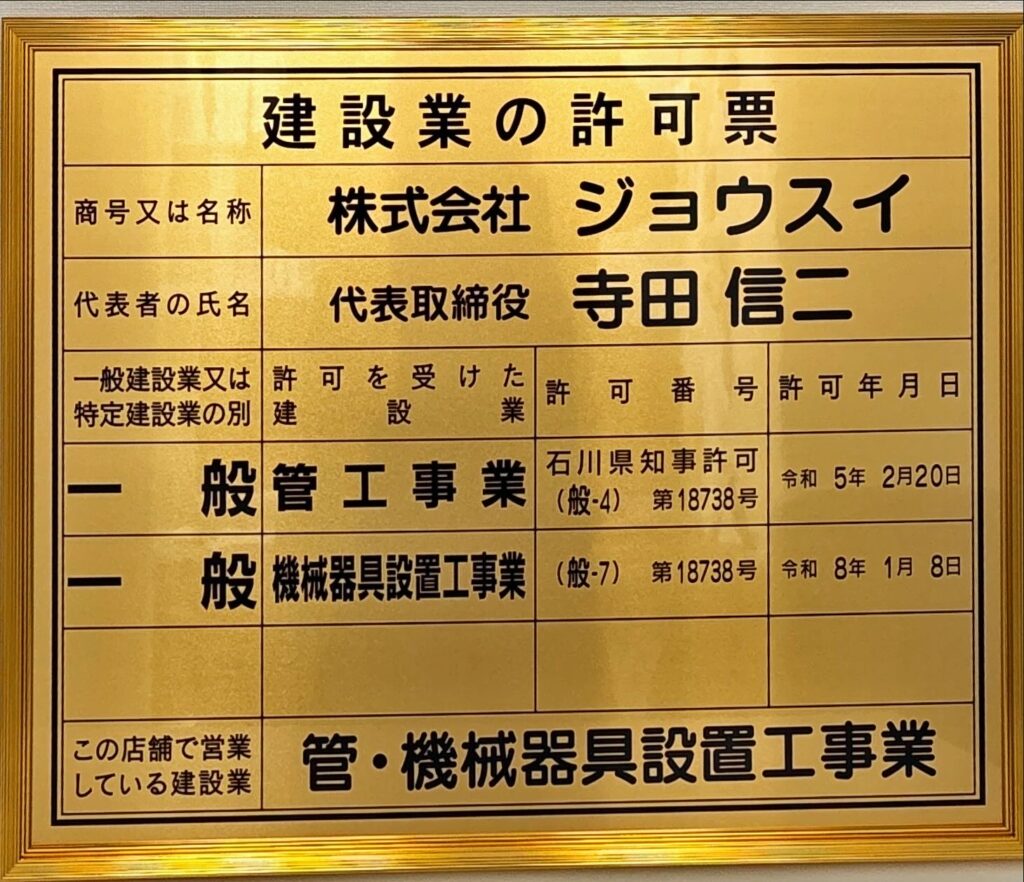 建設業の許可票
商号又は名称 株式会社 ジョウスイ
代表者の氏名 代表取締役 寺田 信二
一般建設業又は
特定建設業の別
許可を受けた
建設業
許可番号
許可年月日
一般
管工事業
石川県知事許可
(般-4) 第18738号
令和 5年 2月20日
一般
機械器具設置工事業
(般-7) 第18738号
令和 8年 1月 8日
この店舗で営業
している建設業
管・機械器具設置工事業